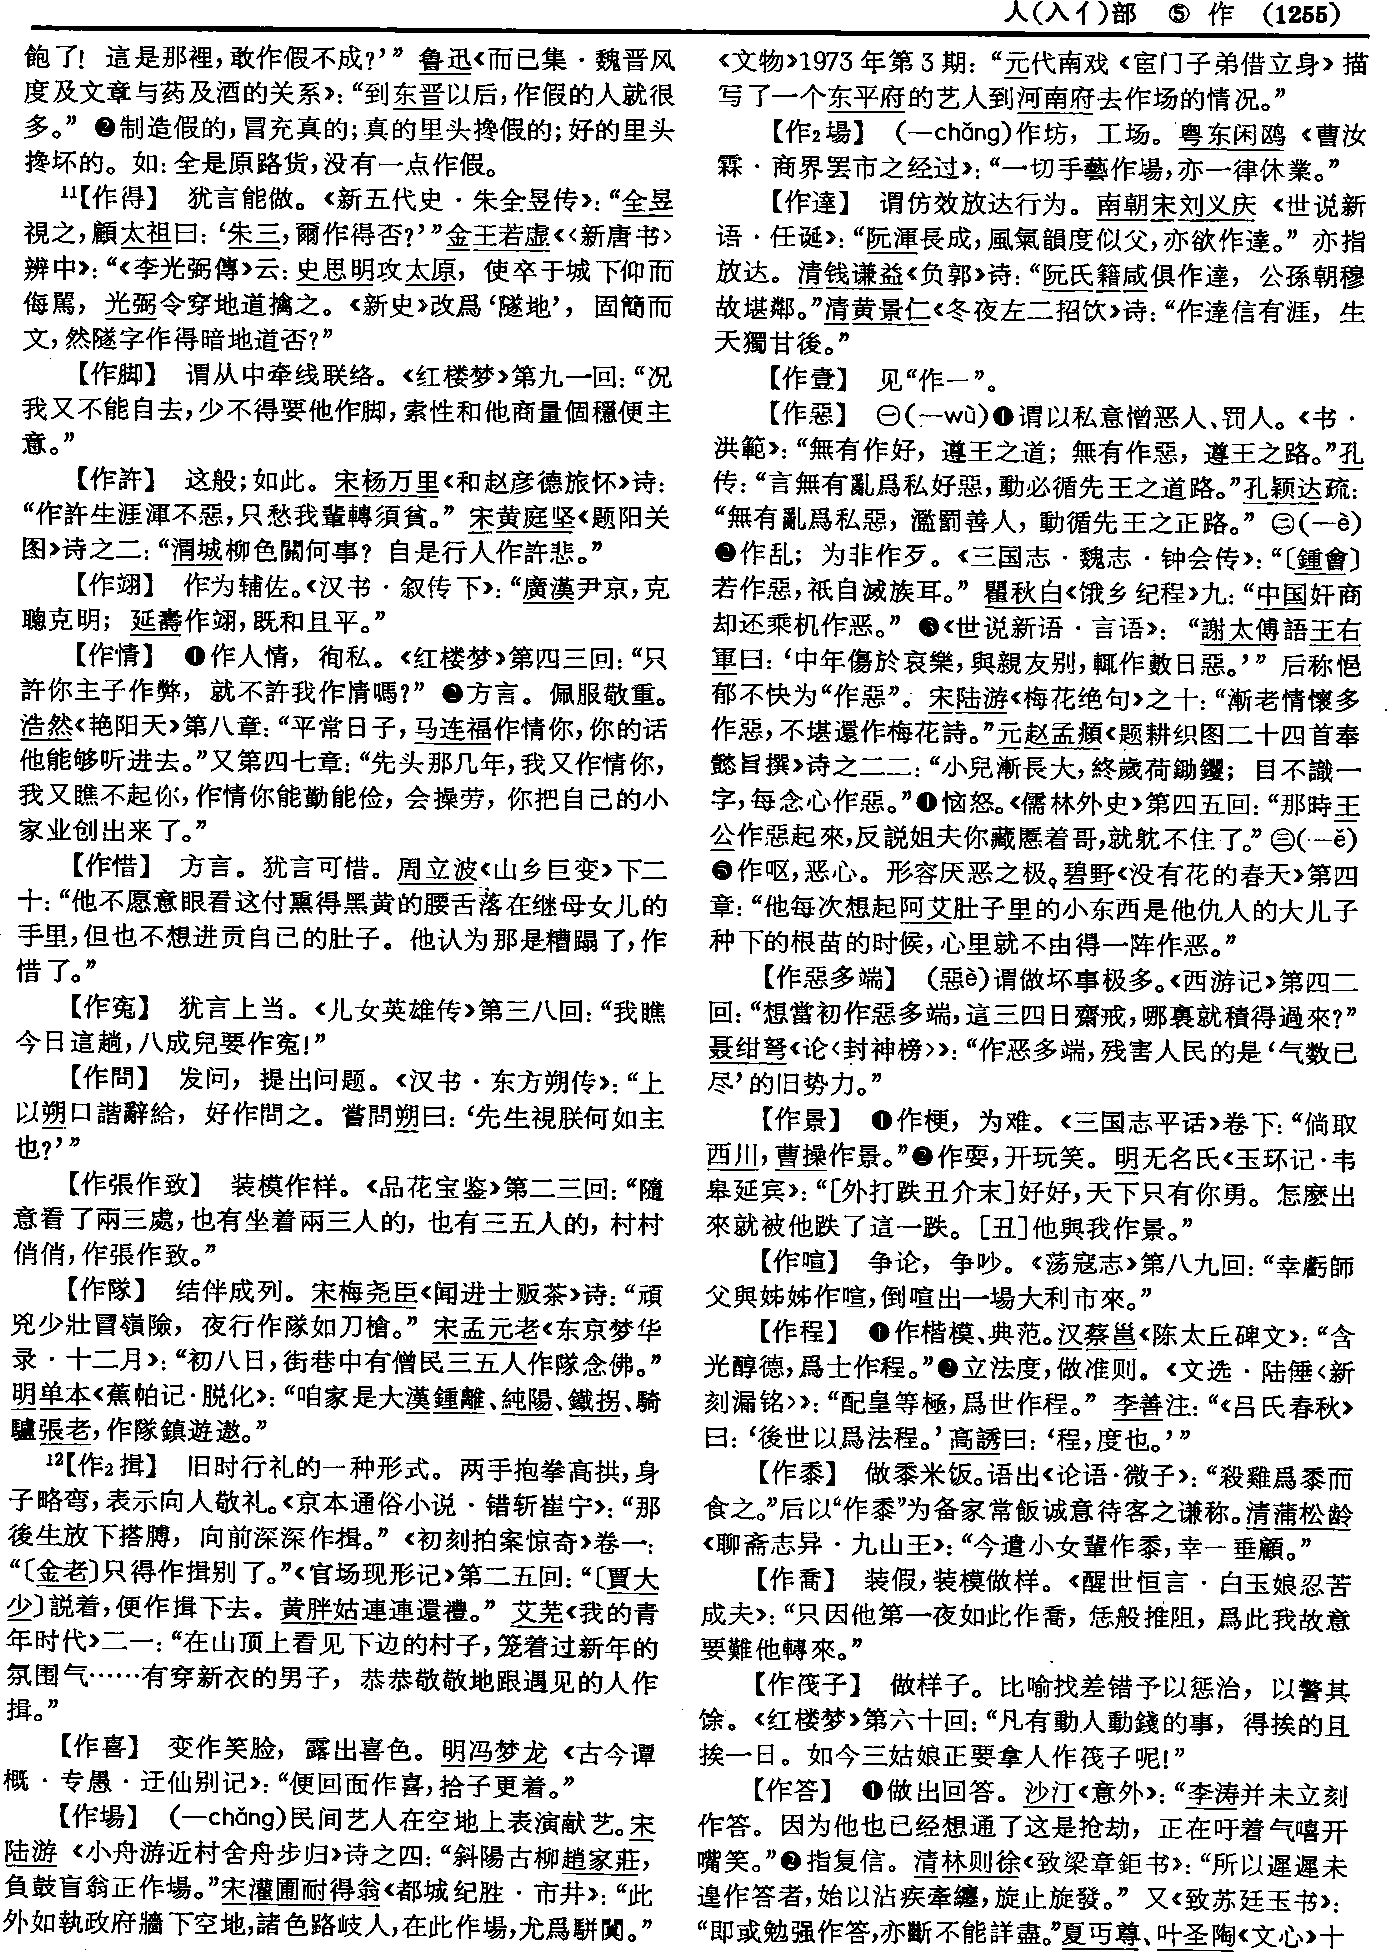 人(入亻)部 ⑤ 作 (1255)
飽了! 這是那裡,敢作假不成?’” 魯迅《而已集·魏晋风
度及文章与药及酒的关系》:“到东晋以后,作假的人就很
多。” ❷制造假的,冒充真的;真的里头搀假的;好的里头
搀坏的。如:全是原路货,没有一点作假。
¹¹【作得】 犹言能做。《新五代史·朱全昱传》:“全昱
視之,顧太祖曰:‘朱三,爾作得否?’”金王若虚《〈新唐书〉
辨中》:“《李光弼傳》云:史思明攻太原, 使卒于城下仰而
侮駡, 光弼令穿地道擒之。《新史》改爲‘隧地’, 固簡而
文,然隧字作得暗地道否?”
【作脚】 谓从中牵线联络。《红楼梦》第九一回:“况
我又不能自去,少不得要他作脚,索性和他商量個穩便主
意。”
【作許】 这般;如此。宋杨万里《和赵彦德旅怀》诗:
“作許生涯渾不惡,只愁我輩轉須貧。” 宋黄庭坚《题阳关
图》诗之二:“渭城柳色關何事? 自是行人作許悲。”
【作翊】 作为辅佐。《汉书·叙传下》:“廣漢尹京,克
聰克明; 延壽作翊,既和且平。”
【作情】 ❶作人情, 徇私。《红楼梦》第四三回:“只
許你主子作弊, 就不許我作情嗎?” ❷方言。佩服敬重。
浩然《艳阳天》第八章:“平常日子,马连福作情你,你的话
他能够听进去。”又第四七章:“先头那几年,我又作情你,
我又瞧不起你,作情你能勤能俭, 会操劳, 你把自己的小
家业创出来了。”
【作惜】 方言。犹言可惜。周立波《山乡巨变》下二
十:“他不愿意眼看这付熏得黑黄的腰舌落在继母女儿的
手里,但也不想进贡自己的肚子。他认为那是糟蹋了,作
惜了。”
【作寃】 犹言上当。《儿女英雄传》第三八回:“我瞧
今日這趟,八成兒要作寃!”
【作問】 发问, 提出问题。《汉书·东方朔传》:“上
以朔口諧辭給, 好作問之。嘗問朔曰:‘先生視朕何如主
也?’”
【作張作致】 装模作样。《品花宝鉴》第二三回:“隨
意看了兩三處,也有坐着兩三人的, 也有三五人的, 村村
俏俏,作張作致。”
【作隊】 结伴成列。宋梅尧臣《闻进士贩茶》诗:“頑
兇少壯冒嶺險, 夜行作隊如刀槍。” 宋孟元老《东京梦华
录·十二月》:“初八日,街巷中有僧民三五人作隊念佛。”
明单本《蕉帕记·脱化》:“咱家是大漢鍾離、純陽、鐵拐、騎
驢張老,作隊鎮遊遨。”
¹²【作₂揖】 旧时行礼的一种形式。两手抱拳高拱,身
子略弯,表示向人敬礼。《京本通俗小说·错斩崔宁》:“那
後生放下搭膊, 向前深深作揖。” 《初刻拍案惊奇》卷一:
“〔金老〕只得作揖别了。”《官场现形记》第二五回:“〔賈大
少〕説着,便作揖下去。黄胖姑連連還禮。” 艾芜《我的青
年时代》二一:“在山顶上看见下边的村子,笼着过新年的
氛围气……有穿新衣的男子, 恭恭敬敬地跟遇见的人作
揖。”
【作喜】 变作笑脸, 露出喜色。明冯梦龙《古今谭
概·专愚·迂仙别记》:“便回面作喜,拾子更着。”
【作場】 (—chǎng)民间艺人在空地上表演献艺。宋
陆游《小舟游近村舍舟步归》诗之四:“斜陽古柳趙家莊,
負鼓盲翁正作場。”宋灌圃耐得翁《都城纪胜·市井》:“此
外如執政府牆下空地,諸色路岐人,在此作場,尤爲駢闐。”
《文物》1973年第3期: “元代南戏《宦门子弟借立身》描
写了一个东平府的艺人到河南府去作场的情况。”
【作₂場】 (—chǎng)作坊, 工场。粤东闲鸥《曹汝
霖·商界罢市之经过》:“一切手藝作場,亦一律休業。”
【作達】 谓仿效放达行为。南朝宋刘义庆《世说新
语·任诞》:“阮渾長成,風氣韻度似父,亦欲作達。” 亦指
放达。清钱谦益《负郭》诗:“阮氏籍咸俱作達, 公孫朝穆
故堪鄰。”清黄景仁《冬夜左二招饮》诗:“作達信有涯, 生
天獨甘後。”
【作壹】 见“作一”。
【作惡】 ㊀(—wù)❶谓以私意憎恶人、罚人。《书·
洪範》:“無有作好, 遵王之道; 無有作惡, 遵王之路。”孔
传:“言無有亂爲私好惡,動必循先王之道路。”孔颖达疏:
“無有亂爲私惡, 濫罰善人, 動循先王之正路。” ㊁(—è)
❷作乱; 为非作歹。《三国志·魏志·钟会传》:“〔鍾會〕
若作惡,祇自滅族耳。” 瞿秋白《饿乡纪程》九:“中国奸商
却还乘机作恶。” ❸《世说新语·言语》: “謝太傅語王右
軍曰:‘中年傷於哀樂,與親友别,輒作數日惡。’” 后称悒
郁不快为“作惡”。宋陆游《梅花绝句》之十:“漸老情懷多
作惡,不堪還作梅花詩。”元赵孟頫《题耕织图二十四首奉
懿旨撰》诗之二二:“小兒漸長大,終歲荷鋤钁; 目不識一
字,每念心作惡。”❹恼怒。《儒林外史》第四五回:“那時王
公作惡起來,反説姐夫你藏慝着哥,就躭不住了。”㊂(—ě)
❺作呕,恶心。形容厌恶之极。碧野《没有花的春天》第四
章:“他每次想起阿艾肚子里的小东西是他仇人的大儿子
种下的根苗的时候,心里就不由得一阵作恶。”
【作惡多端】 (惡è)谓做坏事极多。《西游记》第四二
回:“想當初作惡多端,這三四日齋戒,哪裏就積得過來?”
聂绀弩《论〈封神榜〉》:“作恶多端,残害人民的是‘气数已
尽’的旧势力。”
【作景】 ❶作梗, 为难。《三国志平话》卷下:“倘取
西川,曹操作景。”❷作耍,开玩笑。明无名氏《玉环记·韦
皋延宾》:“[外打跌丑介末]好好,天下只有你勇。怎麽出
來就被他跌了這一跌。[丑]他與我作景。”
【作喧】 争论, 争吵。《荡寇志》第八九回:“幸虧師
父與姊姊作喧,倒喧出一場大利市來。”
【作程】 ❶作楷模、典范。汉蔡邕《陈太丘碑文》:“含
光醇德,爲士作程。”❷立法度,做准则。《文选·陆倕〈新
刻漏铭〉》:“配皇等極,爲世作程。” 李善注:“《吕氏春秋》
曰:‘後世以爲法程。’高誘曰:‘程,度也。’”
【作黍】 做黍米饭。语出《论语·微子》:“殺雞爲黍而
食之。”后以“作黍”为备家常飯诚意待客之谦称。清蒲松龄
《聊斋志异·九山王》:“今遣小女輩作黍,幸一垂顧。”
【作喬】 装假,装模做样。《醒世恒言·白玉娘忍苦
成夫》:“只因他第一夜如此作喬, 恁般推阻, 爲此我故意
要難他轉來。”
【作筏子】 做样子。比喻找差错予以惩治, 以警其
馀。《红楼梦》第六十回:“凡有動人動錢的事, 得挨的且
挨一日。如今三姑娘正要拿人作筏子呢!”
【作答】 ❶做出回答。沙汀《意外》:“李涛并未立刻
作答。因为他也已经想通了这是抢劫, 正在吁着气嘻开
嘴笑。”❷指复信。清林则徐《致梁章鉅书》:“所以遲遲未
遑作答者,始以沾疾牽纏,旋止旋發。” 又《致苏廷玉书》:
“即或勉强作答,亦斷不能詳盡。”夏丏尊、叶圣陶《文心》十